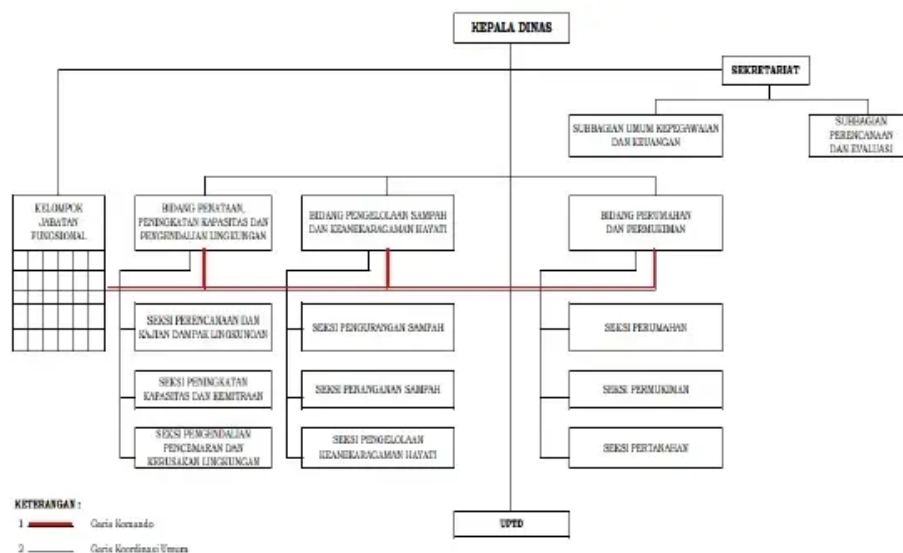 KEPALA DINAS
SEKRETARIAT
SUBBAGIAN UMUM KEPEGAWAIAN
DAN KEUANGAN
SUBBAGIAN
PERENCANAAN
DAN EVALUASI
KELOMPOK
JABATAN
FUNGSIONAL
BIDANG PENATAAN,
PENINGKATAN KAPASITAS DAN
PENGENDALIAN LINGKUNGAN
BIDANG PENGELOLAAN SAMPAH
DAN KEANEKARAGAMAN HAYATI
BIDANG PERUMAHAN
DAN PERMUKIMAN
SEKSI PERENCANAAN DAN
KAJIAN DAMPAK LINGKUNGAN
SEKSI PENGURANGAN SAMPAH
SEKSI PERUMAHAN
SEKSI PENINGKATAN
KAPASITAS DAN KEMITRAAN
SEKSI PENANGANAN SAMPAH
SEKSI PERMUKIMAN
SEKSI PENGENDALIAN
PENCEMARAN DAN
KERUSAKAN LINGKUNGAN
SEKSI PENGELOLAAN
KEANEKARAGAMAN HAYATI
SEKSI PERTANAHAN
UPTD
KETERANGAN :
1 Garis Komando
2 Garis Koordinasi Umum